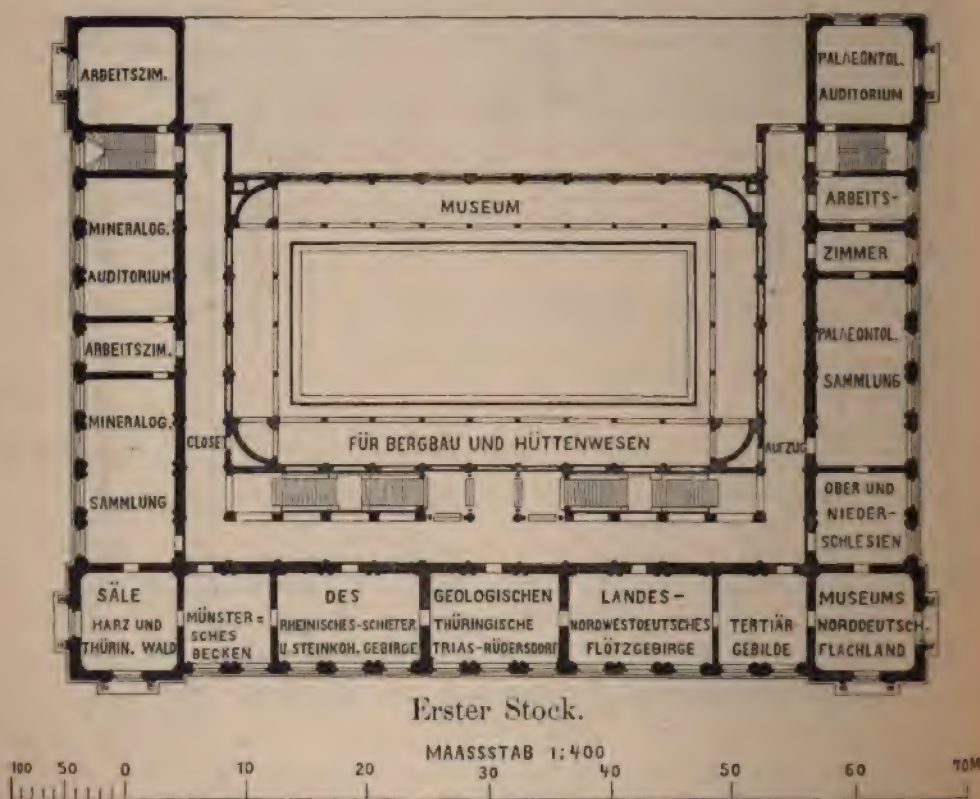 ARBEITSZIM.
PALAEONTOL.
AUDITORIUM
MINERALOG.
AUDITORIUM
ARBEITSZIM.
MINERALOG.
SAMMLUNG
CLOSET
MUSEUM
FÜR BERGBAU UND HÜTTENWESEN
AUFZUG
ARBEITS-
ZIMMER
PALAEONTOL.
SAMMLUNG
OBER UND
NIEDER-
SCHLESIEN
SÄLE
HARZ UND
THÜRIN. WALD
MÜNSTER=
SCHES
BECKEN
DES
RHEINISCHES-SCHIEFER
U. STEINKOH. GEBIRGE
GEOLOGISCHEN
THÜRINGISCHE
TRIAS-RÜDERSDORF
LANDES-
NORDWESTDEUTSCHES
FLÖTZGEBIRGE
TERTIÄR-
GEBILDE
MUSEUMS
NORDDEUTSCH.
FLACHLAND
Erster Stock.
MAASSSTAB 1:400
100 50 0 10 20 30 40 50 60 70M